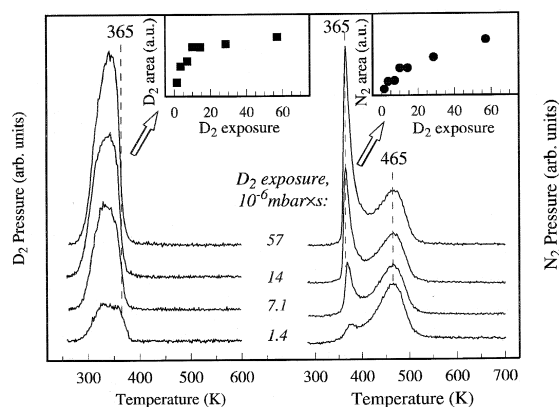 365
365
D₂ area (a.u.)
0 20 40 60
D₂ exposure
N₂ area (a.u.)
0 20 40 60
D₂ exposure
465
D₂ exposure,
10⁻⁶mbar×s:
57
14
7.1
1.4
D₂ Pressure (arb. units)
N₂ Pressure (arb. units)
300 400 500 600
Temperature (K)
300 400 500 600 700
Temperature (K)